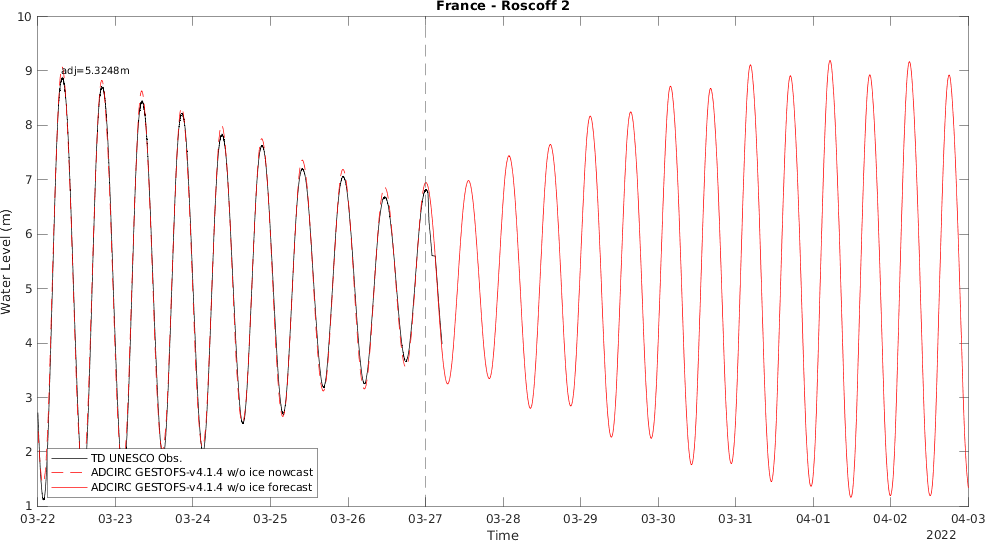 France - Roscoff 2
10
9
8
7
6
5
4
3
2
1
Water Level (m)
adj=5.3248m
TD UNESCO Obs.
ADCIRC GESTOFS-v4.1.4 w/o ice nowcast
ADCIRC GESTOFS-v4.1.4 w/o ice forecast
03-22 03-23 03-24 03-25 03-26 03-27 03-28 03-29 03-30 03-31 04-01 04-02 04-03
Time
2022